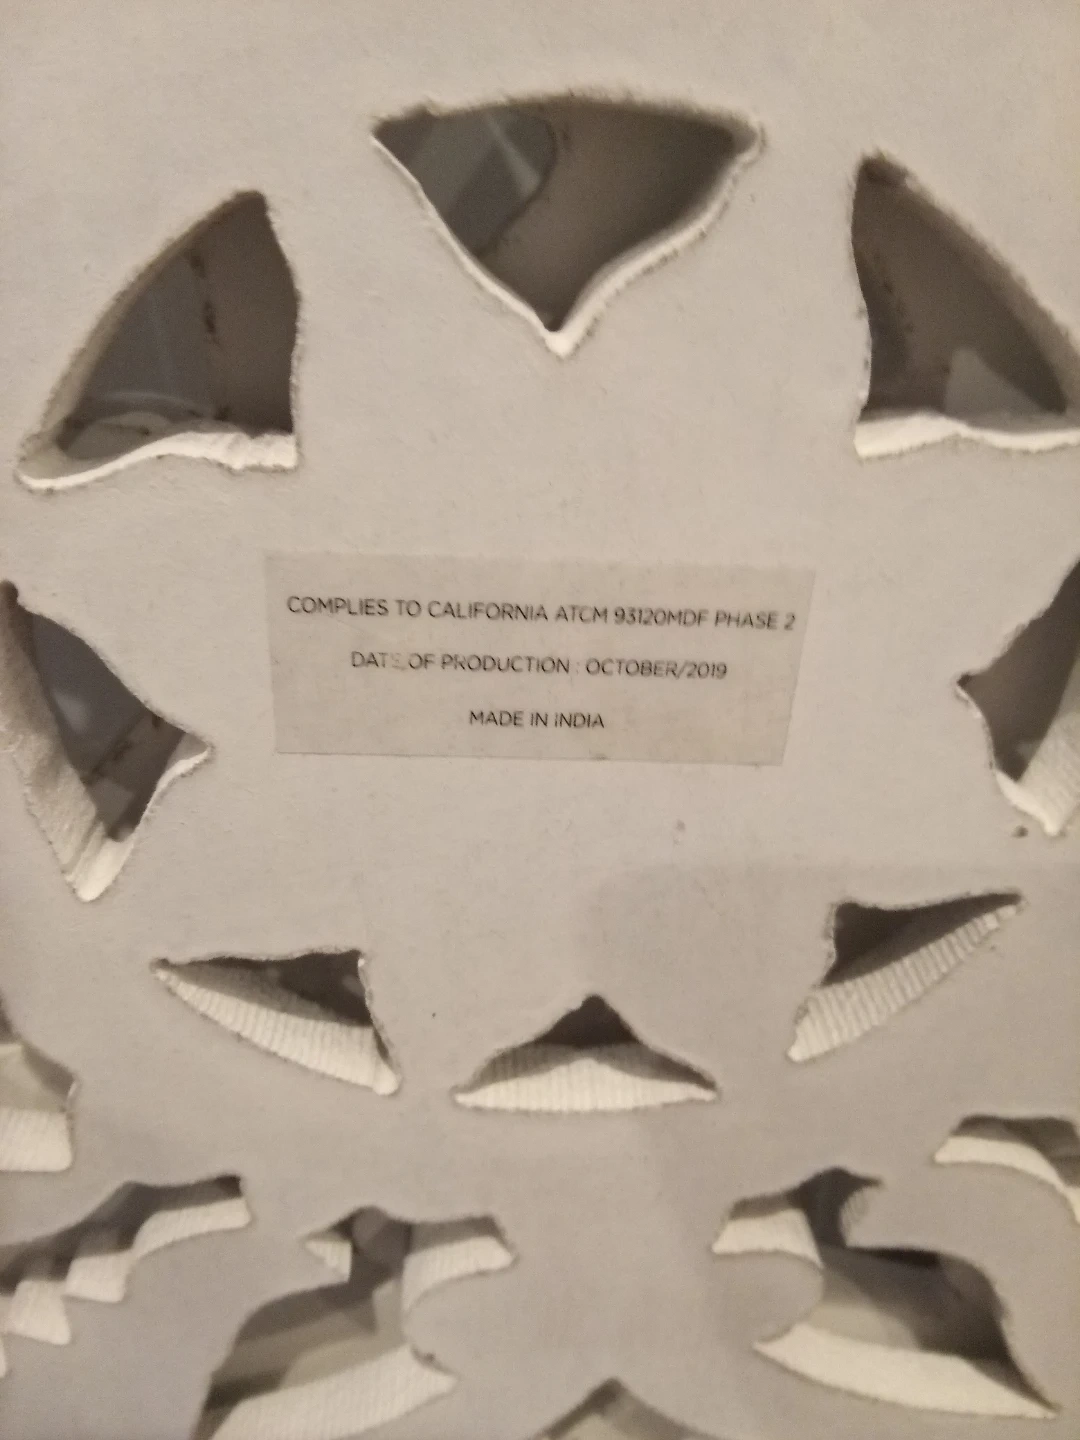 COMPLIES TO CALIFORNIA ATCM 93120MDF PHASE 2
DATE OF PRODUCTION : OCTOBER/2019
MADE IN INDIA